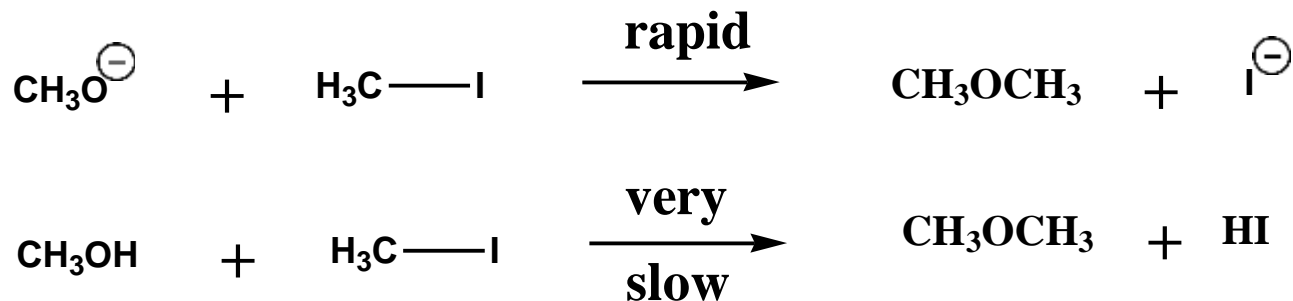 rapid
CH₃O⊖ + H₃C—I → CH₃OCH₃ + I⊖
very
CH₃OH + H₃C—I → CH₃OCH₃ + HI
slow